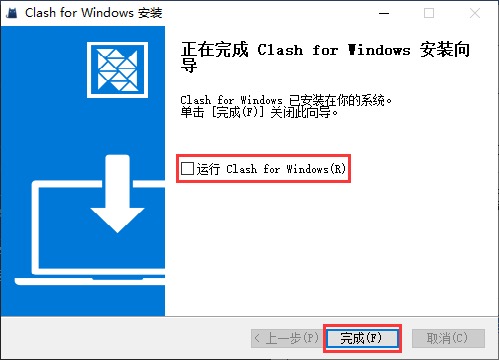 Clash for Windows 安装
正在完成 Clash for Windows 安装向
导
Clash for Windows 已安装在你的系统。
单击 [完成(F)] 关闭此向导。
运行 Clash for Windows(R)
< 上一步(P)
完成(F)
取消(C)